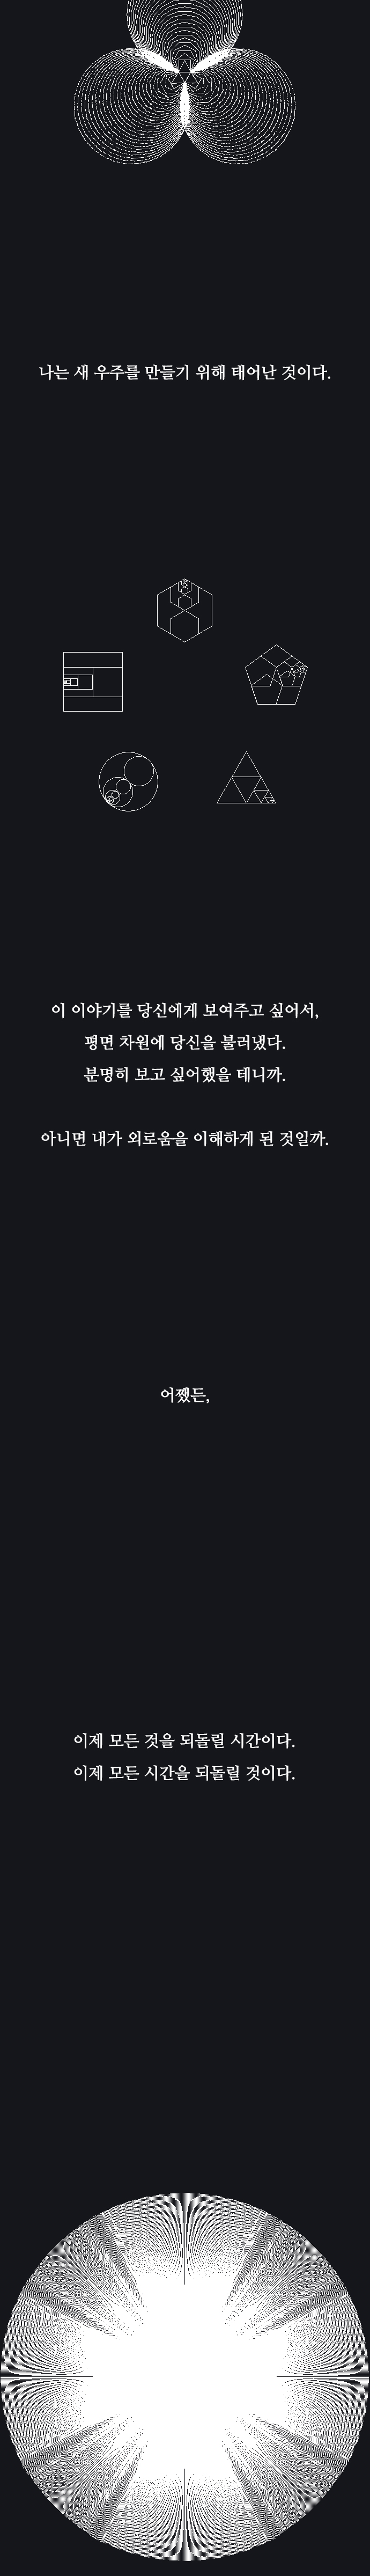 나는 새 우주를 만들기 위해 태어난 것이다.
이 이야기를 당신에게 보여주고 싶어서,
평면 차원에 당신을 불러냈다.
분명히 보고 싶어했을 테니까.
아니면 내가 외로움을 이해하게 된 것일까.
어쨌든,
이제 모든 것을 되돌릴 시간이다.
이제 모든 시간을 되돌릴 것이다.